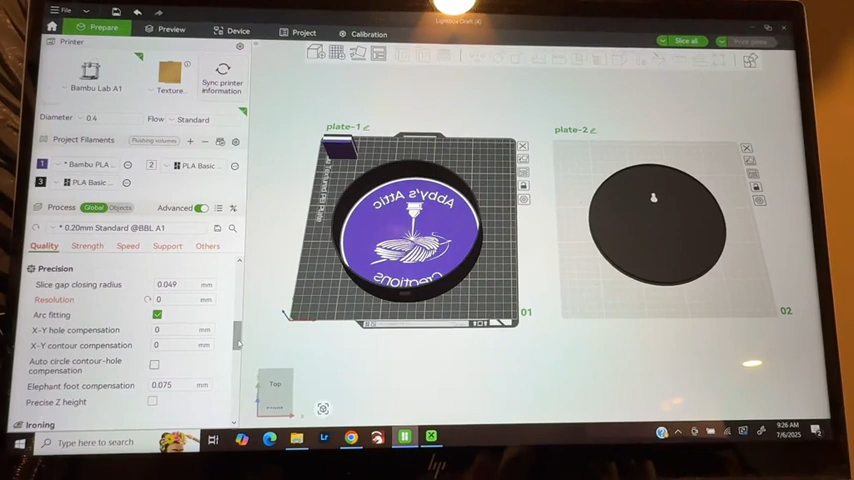 File
Lightbox Draft (4)
Prepare
Preview
Device
Project
Calibration
Slice all
Printer
Bambu Lab A1
Texture...
Sync printer
information
Diameter
0.4
Flow
Standard
Project Filaments
Flushing volumes
1
* Bambu PLA ...
2
PLA Basic ...
3
PLA Basic ...
Process
Global
Objects
Advanced
* 0.20mm Standard @BBL A1
Quality
Strength
Speed
Support
Others
Precision
Slice gap closing radius
0.049
mm
Resolution
0
mm
Arc fitting
X-Y hole compensation
0
mm
X-Y contour compensation
0
mm
Auto circle contour-hole
compensation
Elephant foot compensation
0.075
mm
Precise Z height
Ironing
plate-1
Abby's Attic
Creations
01
plate-2
02
Top
Type here to search
Lr
9:26 AM
7/6/2025
hp